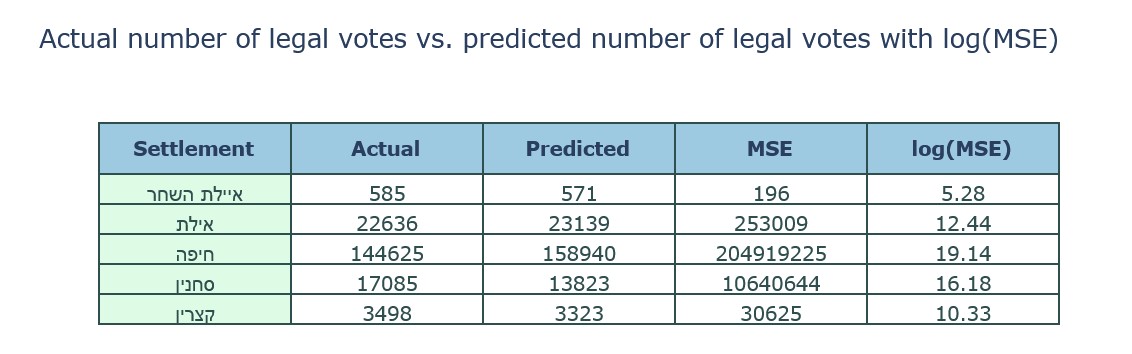 Actual number of legal votes vs. predicted number of legal votes with log(MSE)
Settlement Actual Predicted MSE log(MSE)
איילת השחר 585 571 196 5.28
אילת 22636 23139 253009 12.44
חיפה 144625 158940 204919225 19.14
סחנין 17085 13823 10640644 16.18
קצרין 3498 3323 30625 10.33